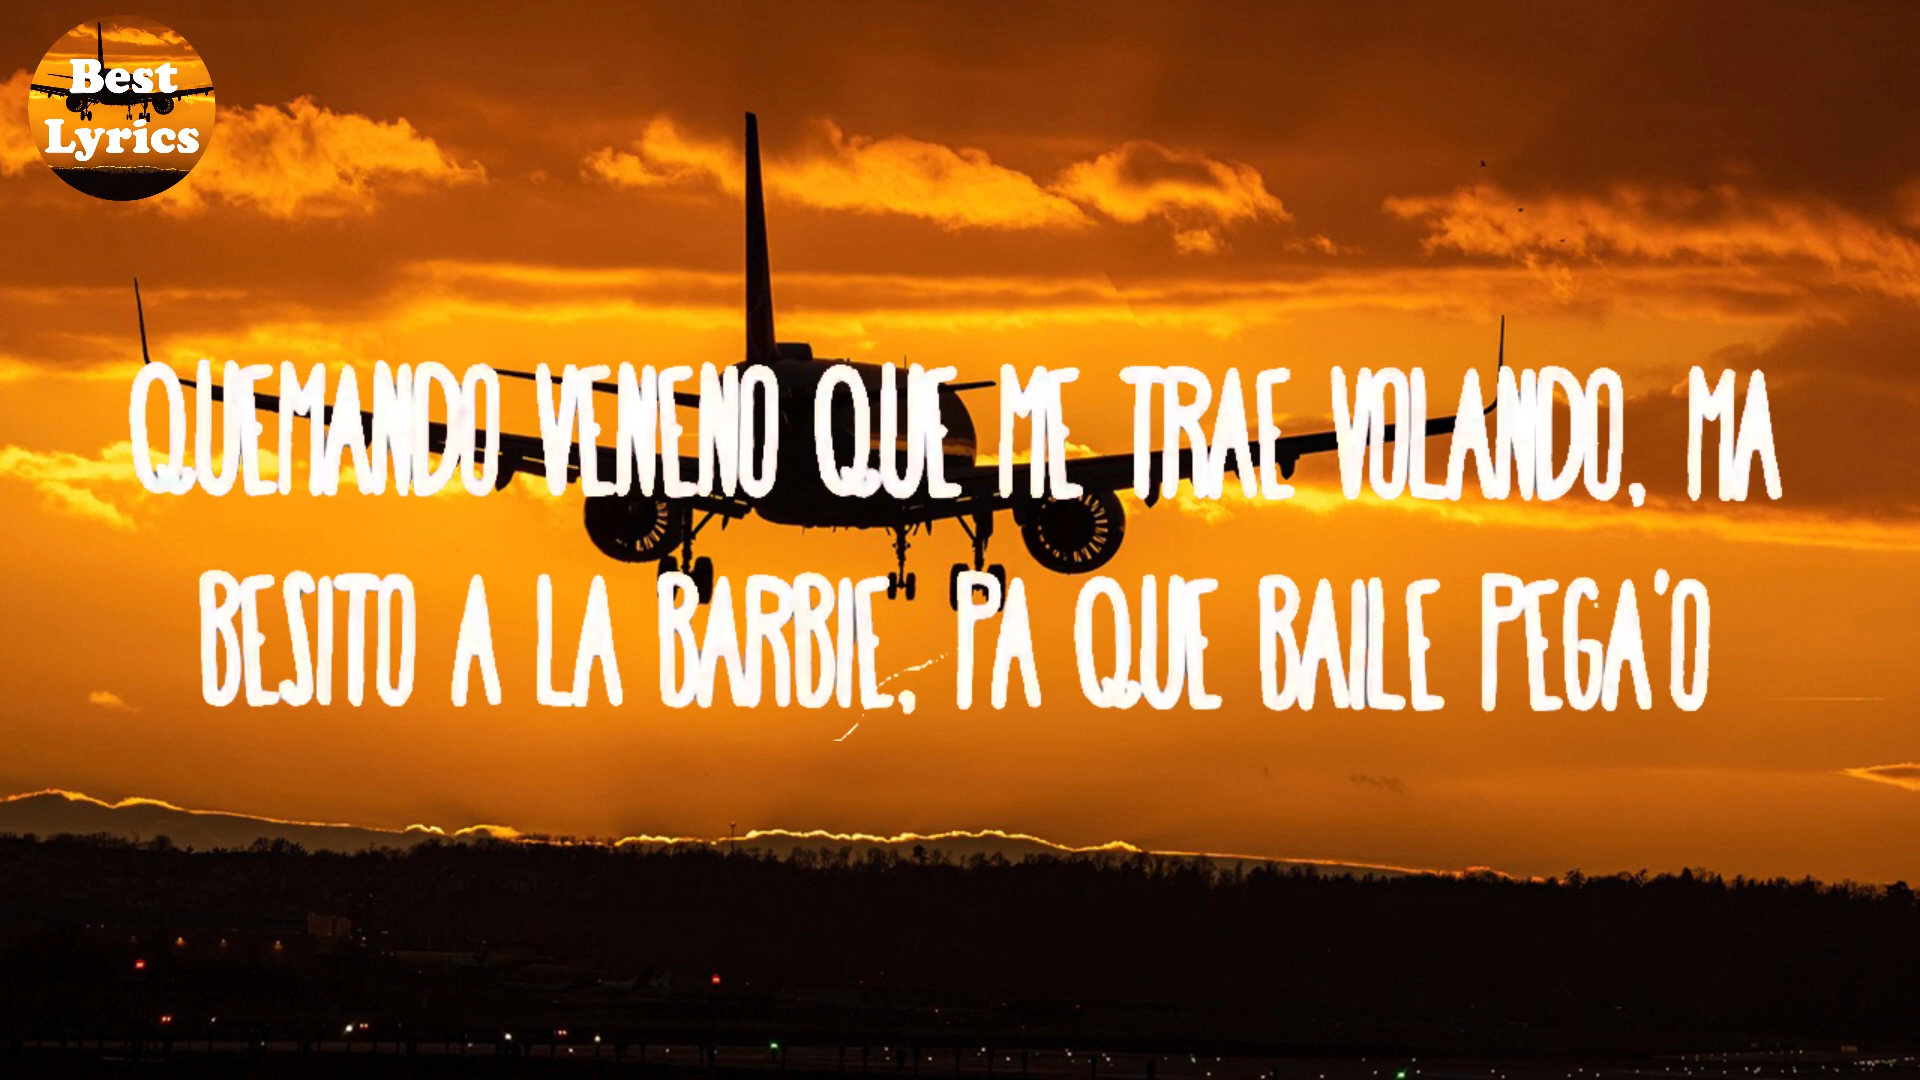 Best
Lyrics
QUEMANDO VENENO QUE ME TRAE VOLANDO, MA
BESITO A LA BARBIE, PA QUE BAILE PEGA'O